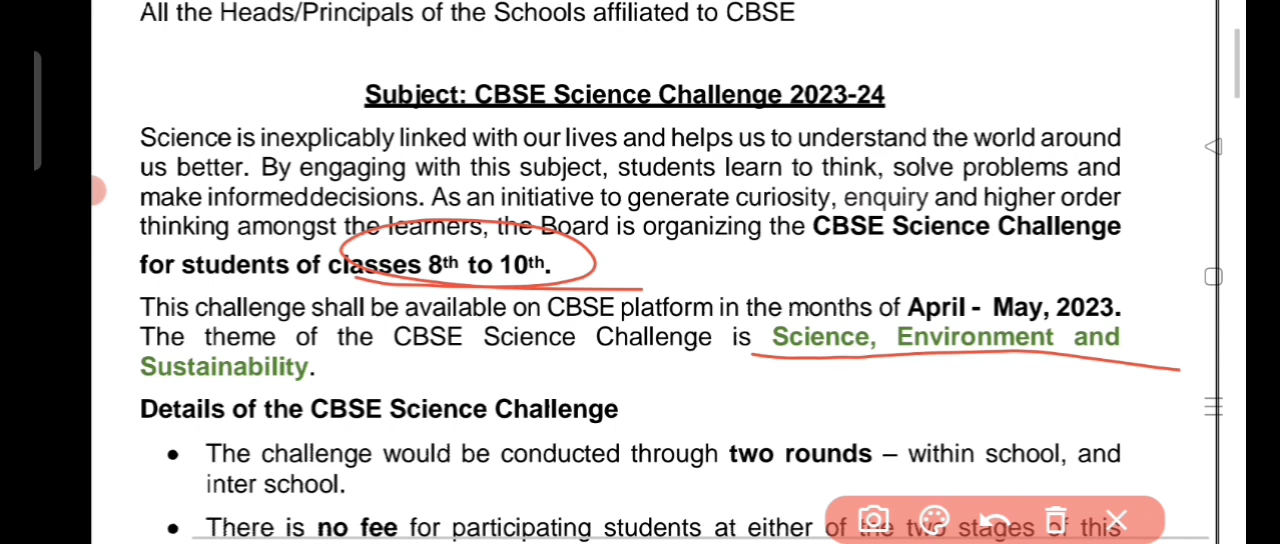 All the Heads/Principals of the Schools affiliated to CBSE
Subject: CBSE Science Challenge 2023-24
Science is inexplicably linked with our lives and helps us to understand the world around
us better. By engaging with this subject, students learn to think, solve problems and
make informeddecisions. As an initiative to generate curiosity, enquiry and higher order
thinking amongst the learners, the Board is organizing the CBSE Science Challenge
for students of classes 8th to 10th.
This challenge shall be available on CBSE platform in the months of April - May, 2023.
The theme of the CBSE Science Challenge is Science, Environment and
Sustainability.
Details of the CBSE Science Challenge
• The challenge would be conducted through two rounds – within school, and
inter school.
• There is no fee for participating students at either of the two stages of this